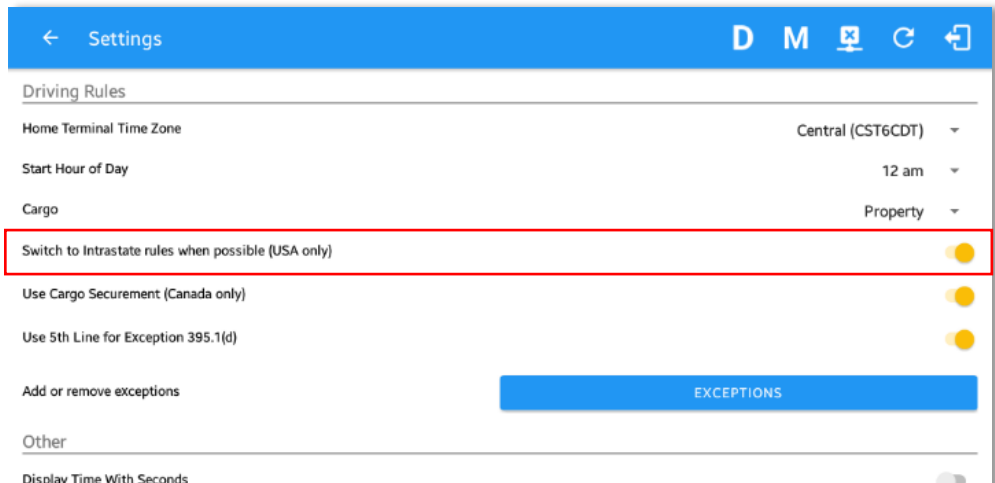 Settings
D M
Driving Rules
Home Terminal Time Zone Central (CST6CDT)
Start Hour of Day 12 am
Cargo Property
Switch to Intrastate rules when possible (USA only)
Use Cargo Securement (Canada only)
Use 5th Line for Exception 395.1(d)
Add or remove exceptions EXCEPTIONS
Other
Display Time With Seconds